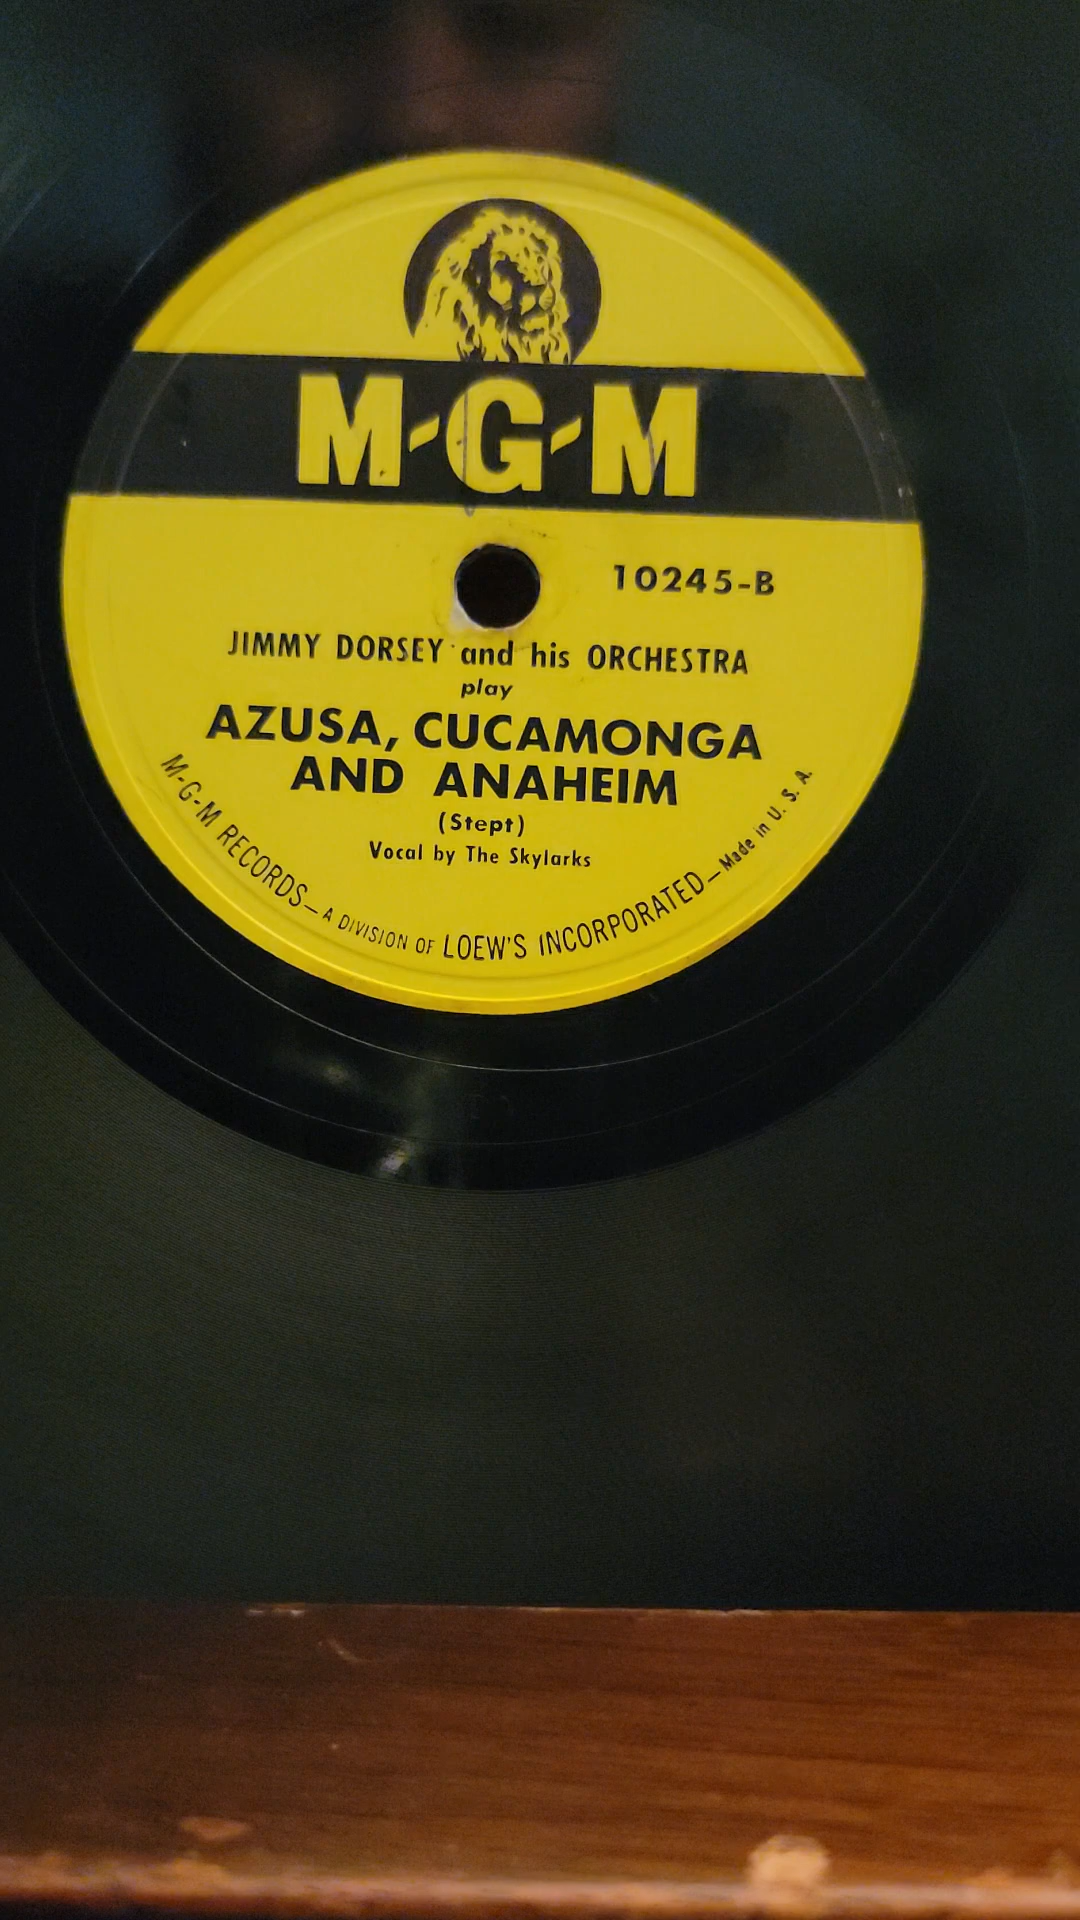 M-G-M
10245-B
JIMMY DORSEY and his ORCHESTRA
play
AZUSA, CUCAMONGA
AND ANAHEIM
(Stept)
Vocal by The Skylarks
M-G-M RECORDS—A DIVISION OF LOEW'S INCORPORATED—Made in U. S. A.